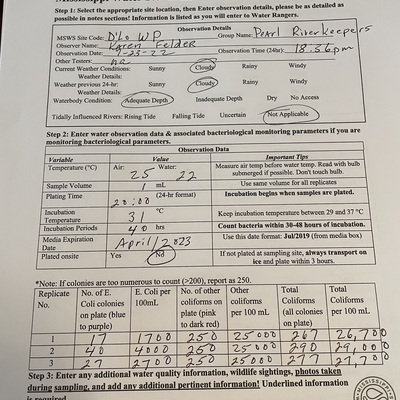 Step 1: Select the appropriate site location, then Enter observation details, please be as detailed as
possible in notes sections! Information is listed as you will enter to Water Rangers.
Observation Details
MSWS Site Code: D'Lo WP Group Name: Pearl Riverkeepers
Observer Name: Karen Felder
Observation Date: 9-23-22 Observation Time (24hr): 18:56pm
Other Testers:
Current Weather Conditions: Sunny Cloudy Rainy Windy
Weather Details:
Weather previous 24-hr: Sunny Cloudy Rainy Windy
Weather Details:
Waterbody Condition: Adequate Depth Inadequate Depth Dry No Access
Tidally Influenced Rivers: Rising Tide Falling Tide Uncertain Not Applicable
Step 2: Enter water observation data & associated bacteriological monitoring parameters if you are
monitoring bacteriological parameters.
Observation Data
Variable Value Important Tips
Temperature (°C) Air: 25 Water: 22 Measure air temp before water temp. Read with bulb
submerged if possible. Don't touch bulb.
Sample Volume 1 mL Use same volume for all replicates
Plating Time 20:00 (24-hr format) Incubation begins when samples are plated.
Incubation Temperature 31 °C Keep incubation temperature between 29 and 37 °C
Incubation Periods 40 hrs Count bacteria within 30-48 hours of incubation.
Media Expiration Date April/2023 Use this date format: Jul/2019 (from media box)
Plated onsite Yes No If not plated at sampling site, always transport on
ice and plate within 3 hours.
*Note: If colonies are too numerous to count (>200), report as 250.
Replicate No. No. of E. Coli colonies on plate (blue to purple) E. Coli per 100mL No. of other coliforms on plate (pink to dark red) Other coliforms per 100 mL Total Coliforms (all colonies on plate) Total Coliforms per 100 mL
1 17 1700 250 25000 267 26,700
2 40 4000 250 25000 290 29,000
3 27 2700 250 25000 277 27,700
Step 3: Enter any additional water quality information, wildlife sightings, photos taken
during sampling, and add any additional pertinent information! Underlined information
is required